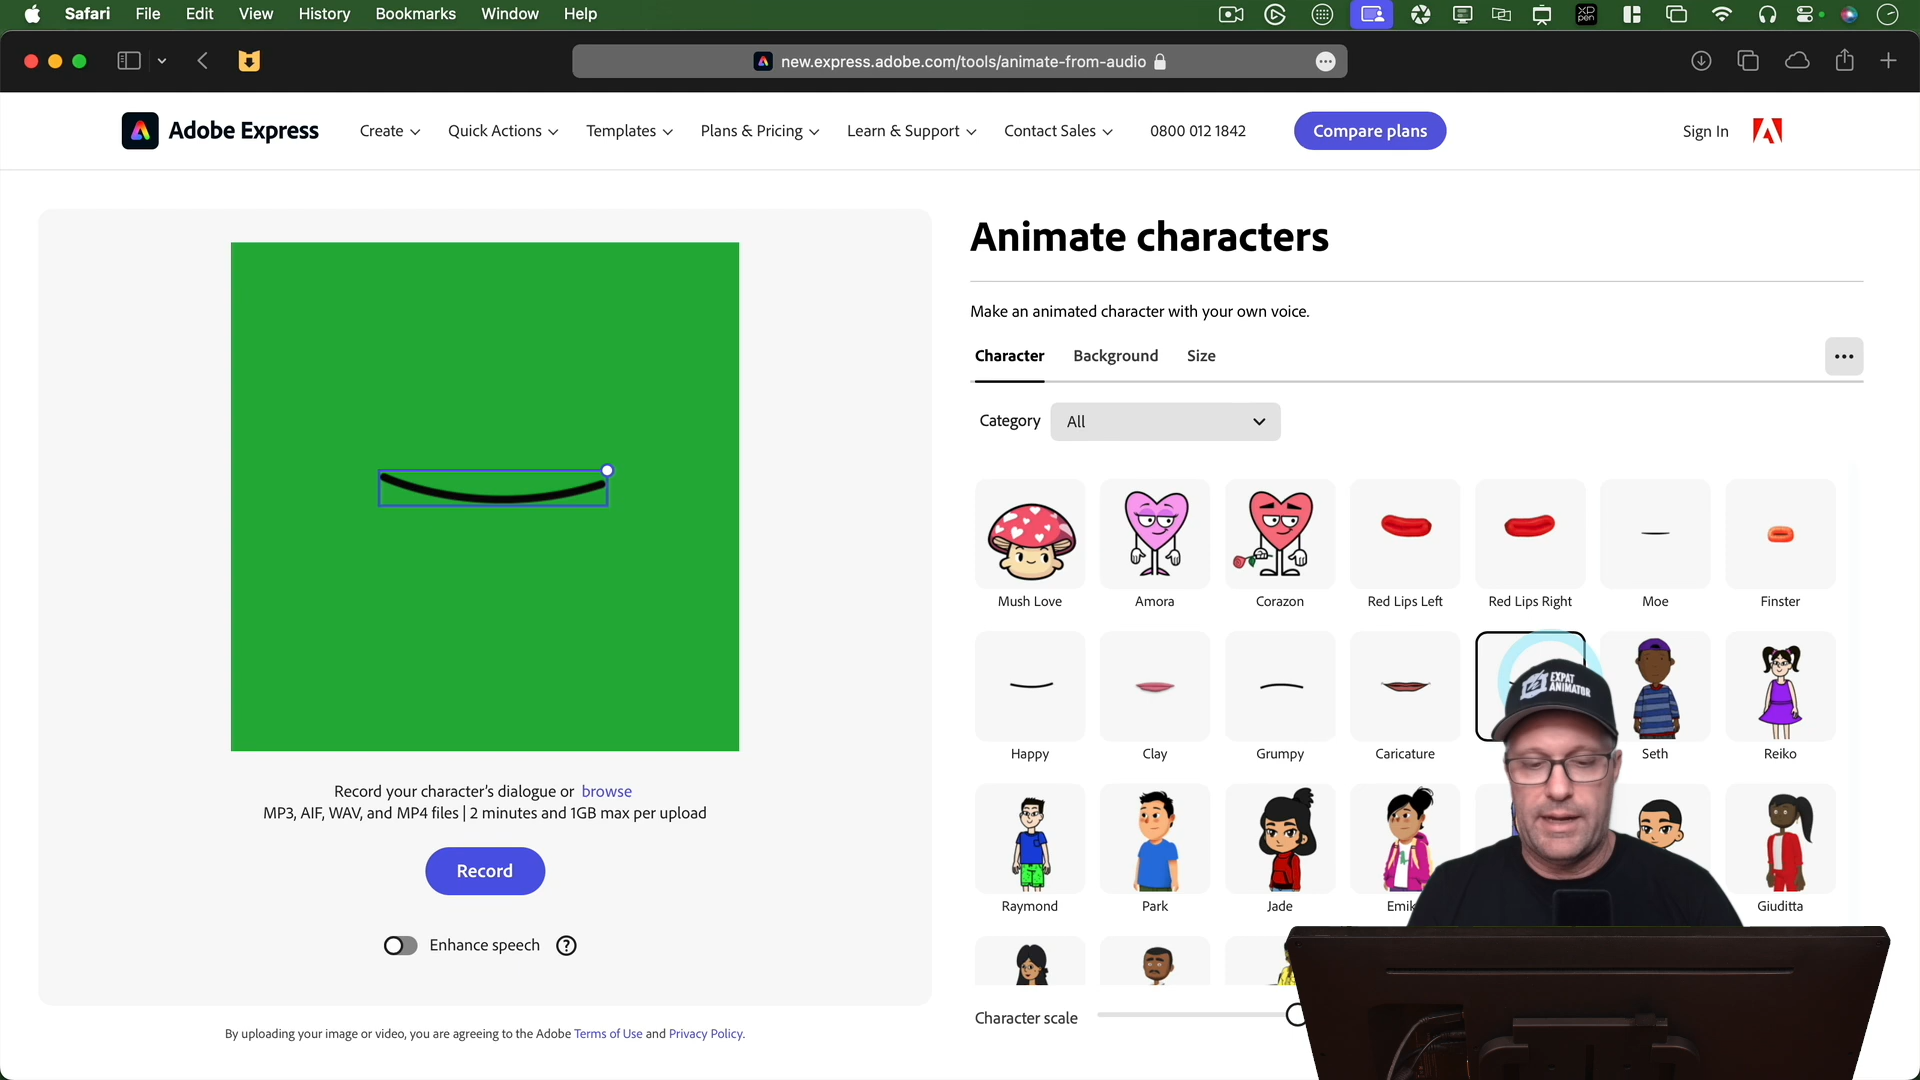 Safari File Edit View History Bookmarks Window Help
XP PEN
new.express.adobe.com/tools/animate-from-audio
Adobe Express Create Quick Actions Templates Plans & Pricing Learn & Support Contact Sales 0800 012 1842 Compare plans Sign In
Animate characters
Make an animated character with your own voice.
Character Background Size
Category All
Mush Love Amora Corazon Red Lips Left Red Lips Right Moe Finster
Happy Clay Grumpy Caricature Seth Reiko
EXPAT
ANIMATOR
Raymond Park Jade Emik Giuditta
Character scale
Record your character's dialogue or browse
MP3, AIF, WAV, and MP4 files | 2 minutes and 1GB max per upload
Record
Enhance speech ?
By uploading your image or video, you are agreeing to the Adobe Terms of Use and Privacy Policy.